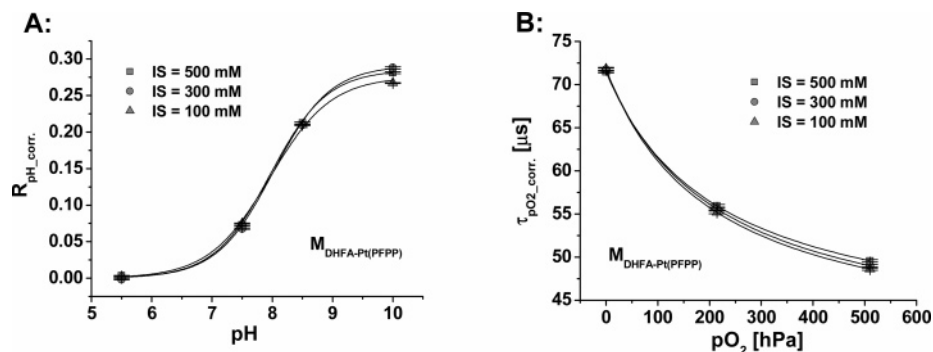 A:
0.30
0.25
0.20
0.15
0.10
0.05
0.00
R_pH_corr.
IS = 500 mM
IS = 300 mM
IS = 100 mM
M_DHFA-Pt(PFPP)
5 6 7 8 9 10
pH
B:
75
70
65
60
55
50
45
τ_pO2_corr. [µs]
IS = 500 mM
IS = 300 mM
IS = 100 mM
M_DHFA-Pt(PFPP)
0 100 200 300 400 500 600
pO₂ [hPa]